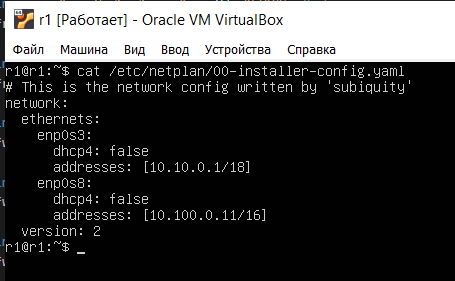 r1 [Работает] - Oracle VM VirtualBox
Файл Машина Вид Ввод Устройства Справка
r1@r1:~$ cat /etc/netplan/00-installer-config.yaml
# This is the network config written by 'subiquity'
network:
  ethernets:
    enp0s3:
      dhcp4: false
      addresses: [10.10.0.1/18]
    enp0s8:
      dhcp4: false
      addresses: [10.100.0.11/16]
  version: 2
r1@r1:~$ _